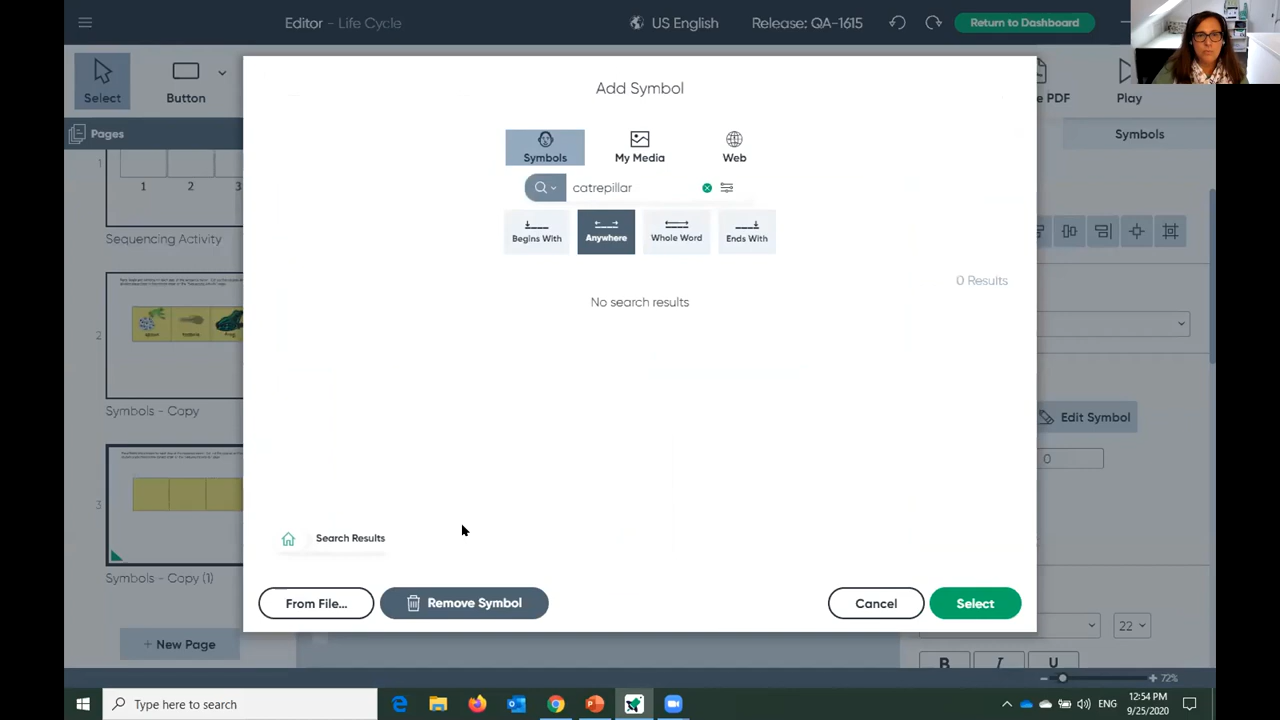 Editor - Life Cycle
US English
Release: QA-1615
Return to Dashboard
Select
Button
PDF
Play
Pages
Symbols
Add Symbol
Symbols
My Media
Web
catrepillar
Begins With
Anywhere
Whole Word
Ends With
0 Results
No search results
1
1
2
3
Sequencing Activity
2
Symbols - Copy
3
Symbols - Copy (1)
Edit Symbol
0
Search Results
From File...
Remove Symbol
Cancel
Select
+ New Page
22
B
I
U
72%
Type here to search
ENG
12:54 PM
9/25/2020